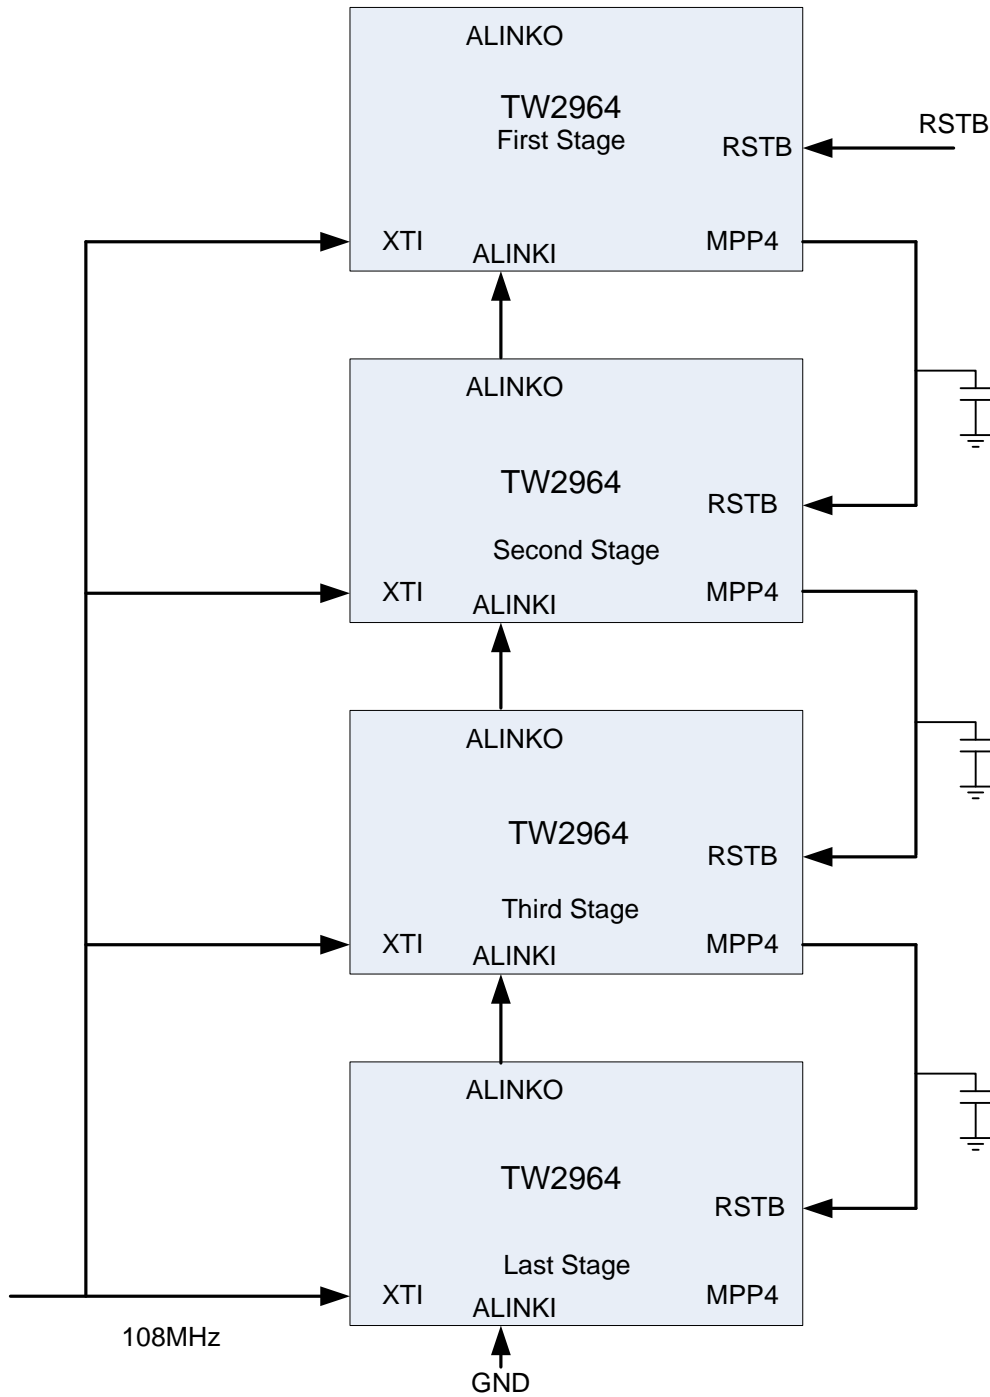 ALINKO
TW2964
First Stage
RSTB
RSTB
XTI
ALINKI
MPP4
ALINKO
TW2964
RSTB
Second Stage
XTI
ALINKI
MPP4
ALINKO
TW2964
RSTB
Third Stage
XTI
ALINKI
MPP4
ALINKO
TW2964
RSTB
Last Stage
XTI
ALINKI
MPP4
108MHz
GND